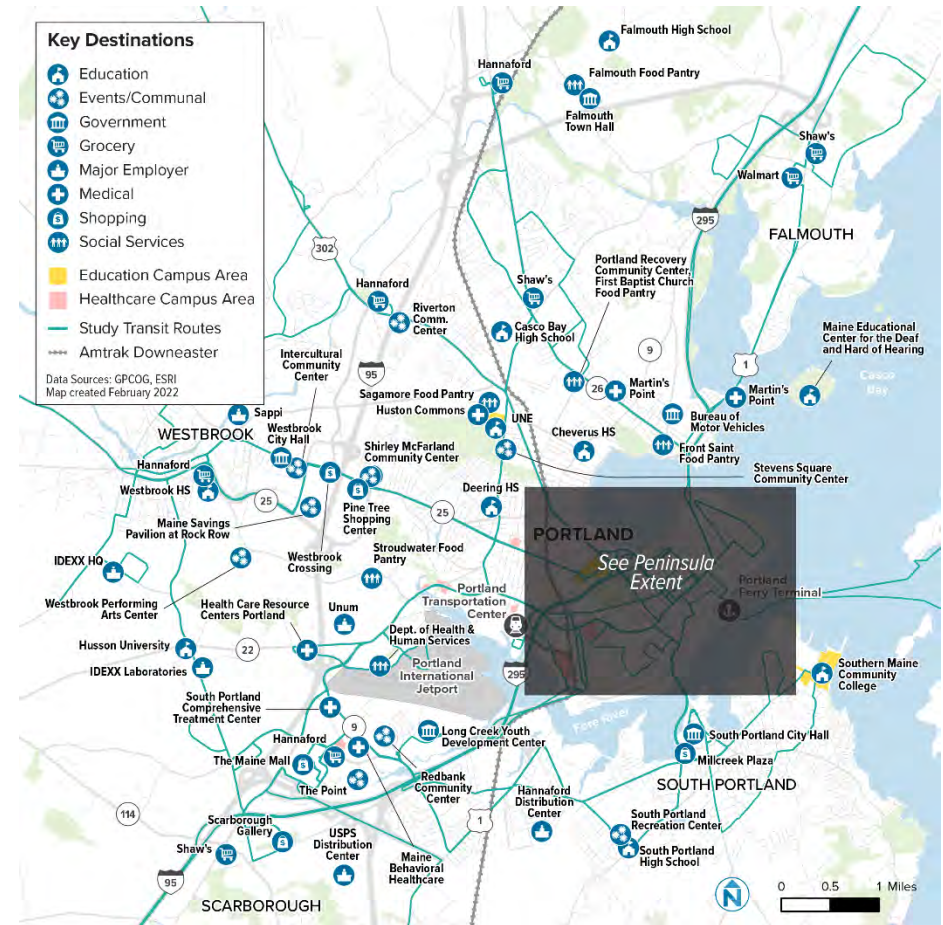 Key Destinations
Education
Events/Communal
Government
Grocery
Major Employer
Medical
Shopping
Social Services
Education Campus Area
Healthcare Campus Area
Study Transit Routes
Amtrak Downeaster
Data Sources: GPCOG, ESRI
Map created February 2022
Falmouth High School
Hannaford
Falmouth Food Pantry
Falmouth
Town Hall
Shaw's
Walmart
295
FALMOUTH
302
Portland Recovery
Community Center,
First Baptist Church
Food Pantry
Hannaford
Riverton
Comm.
Center
Shaw's
Casco Bay
High School
9
Maine Educational
Center for the Deaf
and Hard of Hearing
Casco
Bay
Intercultural
Community
Center
95
1
26
Martin's
Point
Martin's
Point
Sagamore Food Pantry
Huston Commons
UNE
Bureau of
Motor Vehicles
Sappi
WESTBROOK
Westbrook
City Hall
Shirley McFarland
Community Center
Cheverus HS
Front Saint
Food Pantry
Stevens Square
Community Center
Hannaford
Westbrook HS
25
Pine Tree
Shopping
Center
25
Deering HS
Maine Savings
Pavilion at Rock Row
Westbrook
Crossing
Stroudwater Food
Pantry
PORTLAND
See Peninsula
Extent
IDEXX HQ
Westbrook Performing
Arts Center
Health Care Resource
Centers Portland
Unum
Portland
Transportation
Center
Portland
Ferry Terminal
Husson University
22
Dept. of Health &
Human Services
IDEXX Laboratories
Portland
International
Jetport
295
Southern Maine
Community
College
South Portland
Comprehensive
Treatment Center
9
Fore River
Long Creek Youth
Development Center
South Portland City Hall
Hannaford
The Maine Mall
Millcreek Plaza
The Point
Redbank
Community
Center
Hannaford
Distribution
Center
SOUTH PORTLAND
114
1
Scarborough
Gallery
USPS
Distribution
Center
South Portland
Recreation Center
Shaw's
Maine
Behavioral
Healthcare
South Portland
High School
95
SCARBOROUGH
N
0 0.5 1 Miles